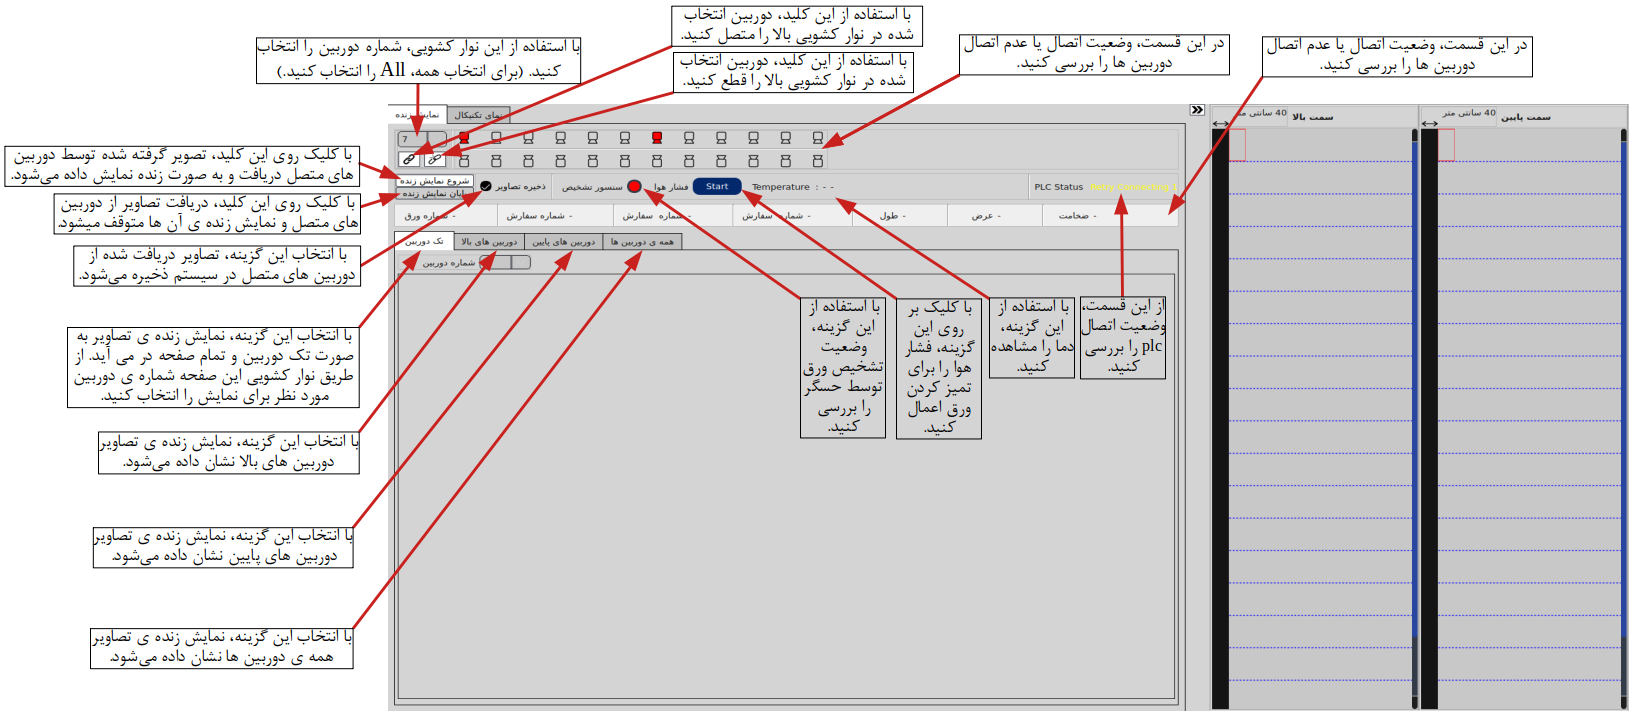 با استفاده از این کلید، دوربین انتخاب
شده در نوار کشویی بالا را متصل کنید.
با استفاده از این نوار کشویی، شماره دوربین را انتخاب
کنید. (برای انتخاب همه، All را انتخاب کنید.)
با استفاده از این کلید، دوربین انتخاب
شده در نوار کشویی بالا را قطع کنید.
در این قسمت، وضعیت اتصال یا عدم اتصال
دوربین ها را بررسی کنید.
در این قسمت، وضعیت اتصال یا عدم اتصال
دوربین ها را بررسی کنید.
نمایش زنده
نمای تکنیکال
40 سانتی متر
سمت بالا
40 سانتی متر
سمت پایین
7
با کلیک روی این کلید، تصویر گرفته شده توسط دوربین
های متصل دریافت و به صورت زنده نمایش داده می‌شود.
شروع نمایش زنده
پایان نمایش زنده
ذخیره تصاویر
سنسور تشخیص
فشار هوا
Start
Temperature : - -
PLC Status
Retry Connecting 1
با کلیک روی این کلید، دریافت تصاویر از دوربین
های متصل و نمایش زنده ی آن ها متوقف میشود.
شماره ورق -
شماره سفارش -
شماره سفارش -
شماره سفارش -
طول -
عرض -
ضخامت -
با انتخاب این گزینه، تصاویر دریافت شده از
دوربین های متصل در سیستم ذخیره می‌شود.
تک دوربین
دوربین های بالا
دوربین های پایین
همه ی دوربین ها
شماره دوربین
با انتخاب این گزینه، نمایش زنده ی تصاویر به
صورت تک دوربین و تمام صفحه در می آید. از
طریق نوار کشویی این صفحه شماره ی دوربین
مورد نظر برای نمایش را انتخاب کنید.
با استفاده از
این گزینه،
وضعیت
تشخیص ورق
توسط حسگر
را بررسی
کنید.
با کلیک بر
روی این
گزینه، فشار
هوا را برای
تمیز کردن
ورق اعمال
کنید.
با استفاده از
این گزینه،
دما را مشاهده
کنید.
از این قسمت،
وضعیت اتصال
plc را بررسی
کنید.
با انتخاب این گزینه، نمایش زنده ی تصاویر
دوربین های بالا نشان داده می‌شود.
با انتخاب این گزینه، نمایش زنده ی تصاویر
دوربین های پایین نشان داده می‌شود.
با انتخاب این گزینه، نمایش زنده ی تصاویر
همه ی دوربین ها نشان داده می‌شود.